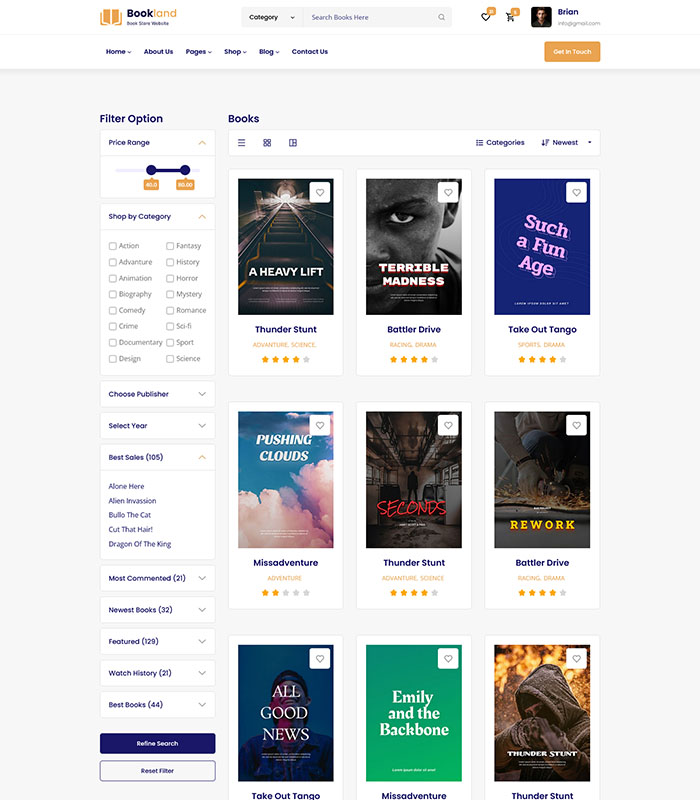 Bookland
Book Store Website
Category
Search Books Here
Brian
info@gmail.com
Home
About Us
Pages
Shop
Blog
Contact Us
Get In Touch
Filter Option
Price Range
40.0
80.00
Shop by Category
Action
Fantasy
Advanture
History
Animation
Horror
Biography
Mystery
Comedy
Romance
Crime
Sci-fi
Documentary
Sport
Design
Science
Choose Publisher
Select Year
Best Sales (105)
Alone Here
Alien Invassion
Bullo The Cat
Cut That Hair!
Dragon Of The King
Most Commented (21)
Newest Books (32)
Featured (129)
Watch History (21)
Best Books (44)
Refine Search
Reset Filter
Books
Categories
Newest
A HEAVY LIFT
Thunder Stunt
ADVANTURE, SCIENCE,
TERRIBLE
MADNESS
Battler Drive
RACING, DRAMA
Such
a Fun
Age
LOREM IPSUM DOLOR SIT AMET
Take Out Tango
SPORTS, DRAMA
PUSHING
CLOUDS
Missadventure
ADVENTURE
SECONDS
Thunder Stunt
ADVANTURE, SCIENCE
REWORK
Battler Drive
RACING, DRAMA
ALL
GOOD
NEWS
Take Out Tango
Emily
and the
Backbone
Lorem ipsum dolor sit amet
Missadventure
THUNDER STUNT
Thunder Stunt